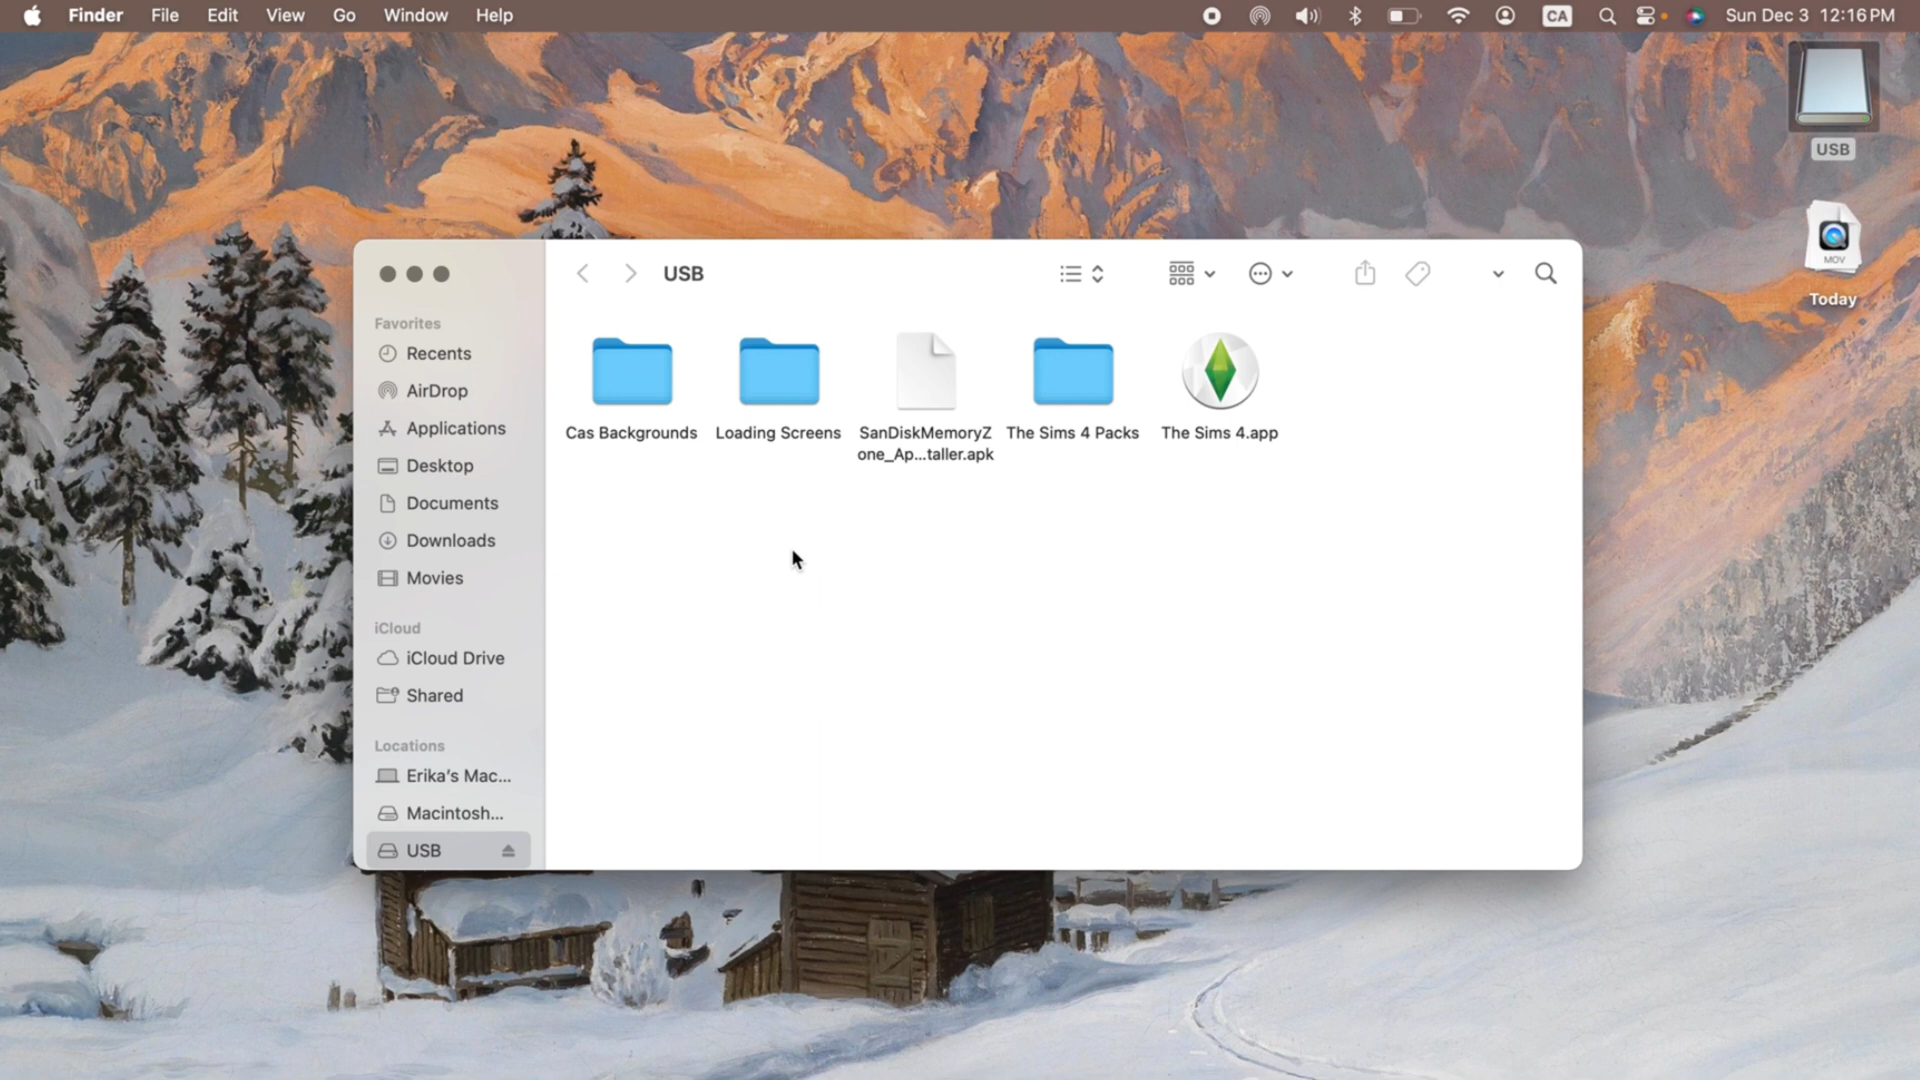 Finder File Edit View Go Window Help CA Sun Dec 3 12:16 PM
USB
MOV
Today
USB
Favorites
Recents
AirDrop
Applications
Desktop
Documents
Downloads
Movies
iCloud
iCloud Drive
Shared
Locations
Erika's Mac...
Macintosh...
USB
Cas Backgrounds
Loading Screens
SanDiskMemoryZ
one_Ap...taller.apk
The Sims 4 Packs
The Sims 4.app